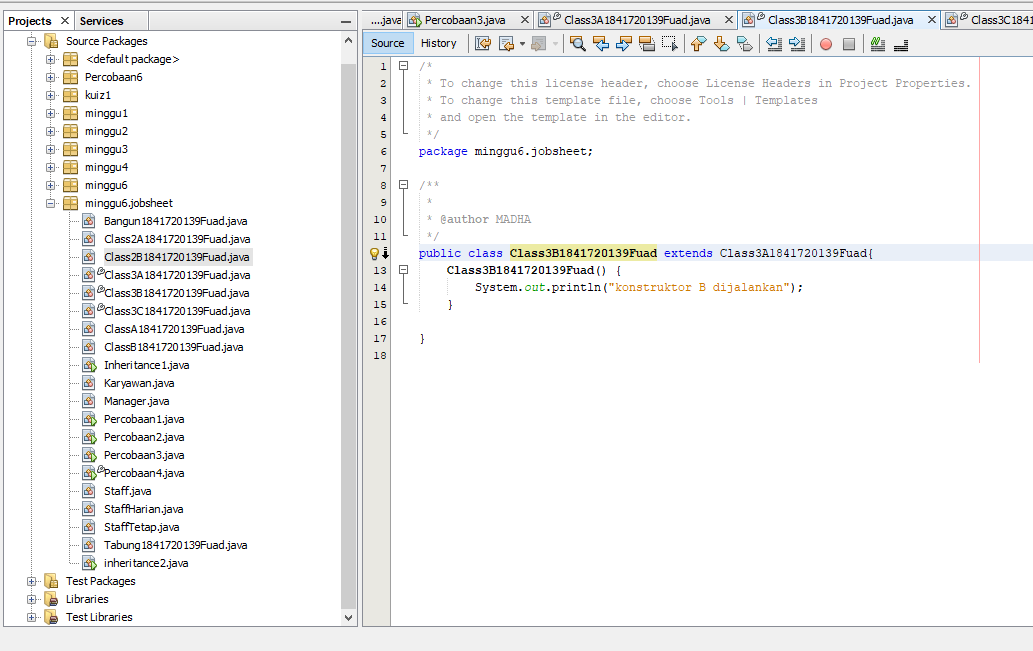 Projects
Services
....java
Percobaan3.java
Class3A1841720139Fuad.java
Class3B1841720139Fuad.java
Class3C184
Source
History
Source Packages
<default package>
Percobaan6
kuiz1
minggu1
minggu2
minggu3
minggu4
minggu6
minggu6.jobsheet
Bangun1841720139Fuad.java
Class2A1841720139Fuad.java
Class2B1841720139Fuad.java
Class3A1841720139Fuad.java
Class3B1841720139Fuad.java
Class3C1841720139Fuad.java
ClassA1841720139Fuad.java
ClassB1841720139Fuad.java
Inheritance1.java
Karyawan.java
Manager.java
Percobaan1.java
Percobaan2.java
Percobaan3.java
Percobaan4.java
Staff.java
StaffHarian.java
StaffTetap.java
Tabung1841720139Fuad.java
inheritance2.java
Test Packages
Libraries
Test Libraries
1 /*
2 * To change this license header, choose License Headers in Project Properties.
3 * To change this template file, choose Tools | Templates
4 * and open the template in the editor.
5 */
6 package minggu6.jobsheet;
7
8 /**
9 *
10 * @author MADHA
11 */
public class Class3B1841720139Fuad extends Class3A1841720139Fuad{
13 Class3B1841720139Fuad() {
14 System.out.println("konstruktor B dijalankan");
15 }
16
17 }
18